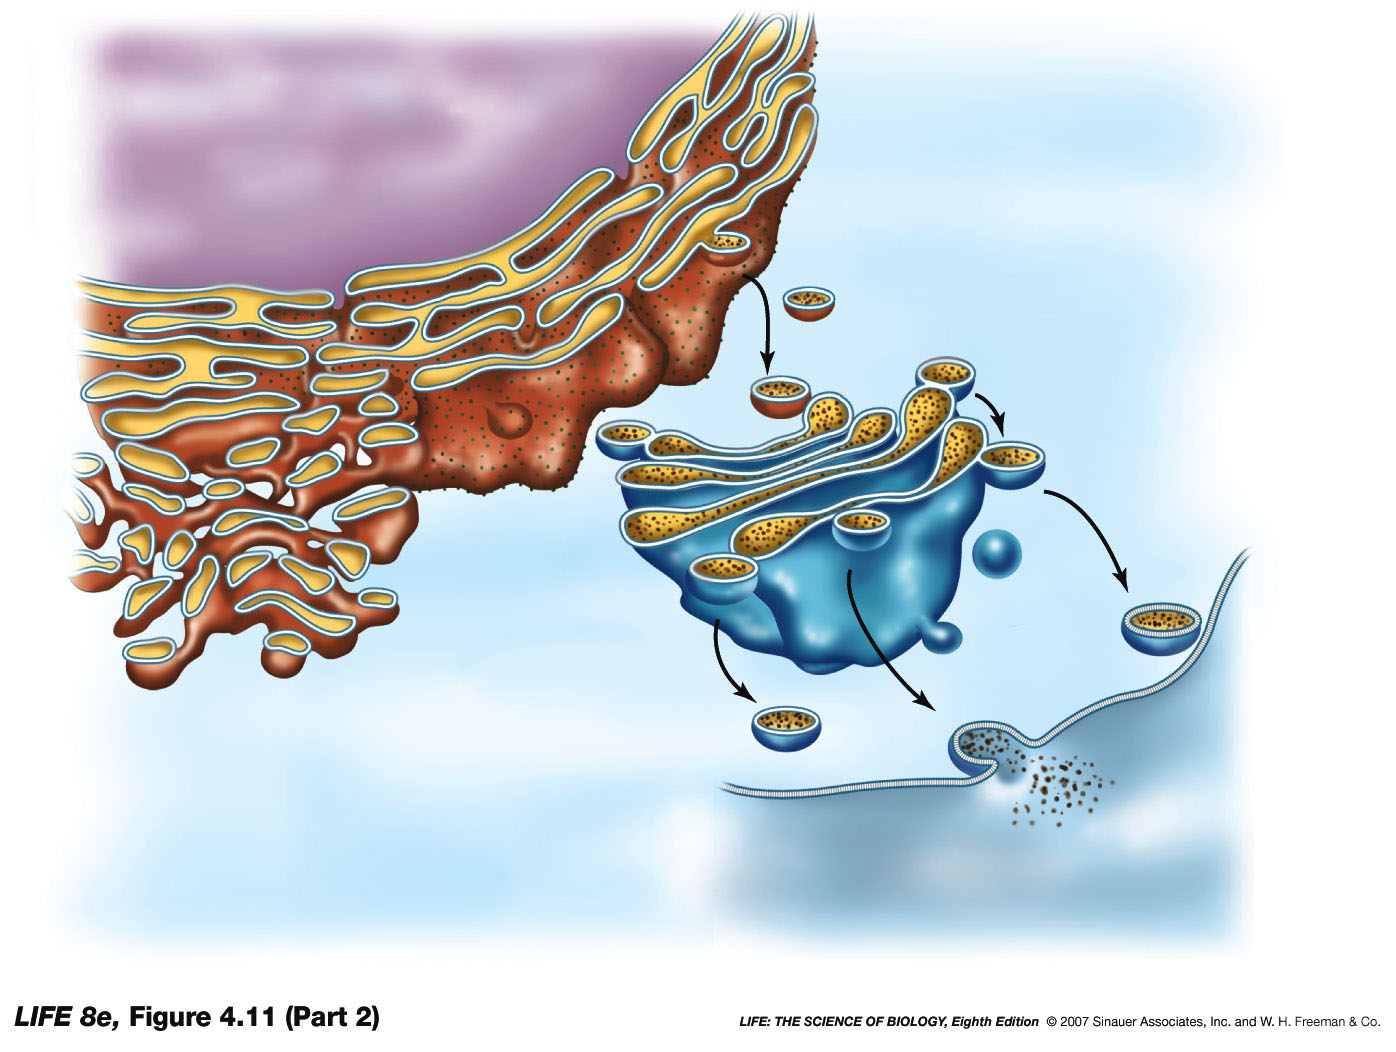 LIFE 8e, Figure 4.11 (Part 2)
LIFE: THE SCIENCE OF BIOLOGY, Eighth Edition © 2007 Sinauer Associates, Inc. and W. H. Freeman & Co.